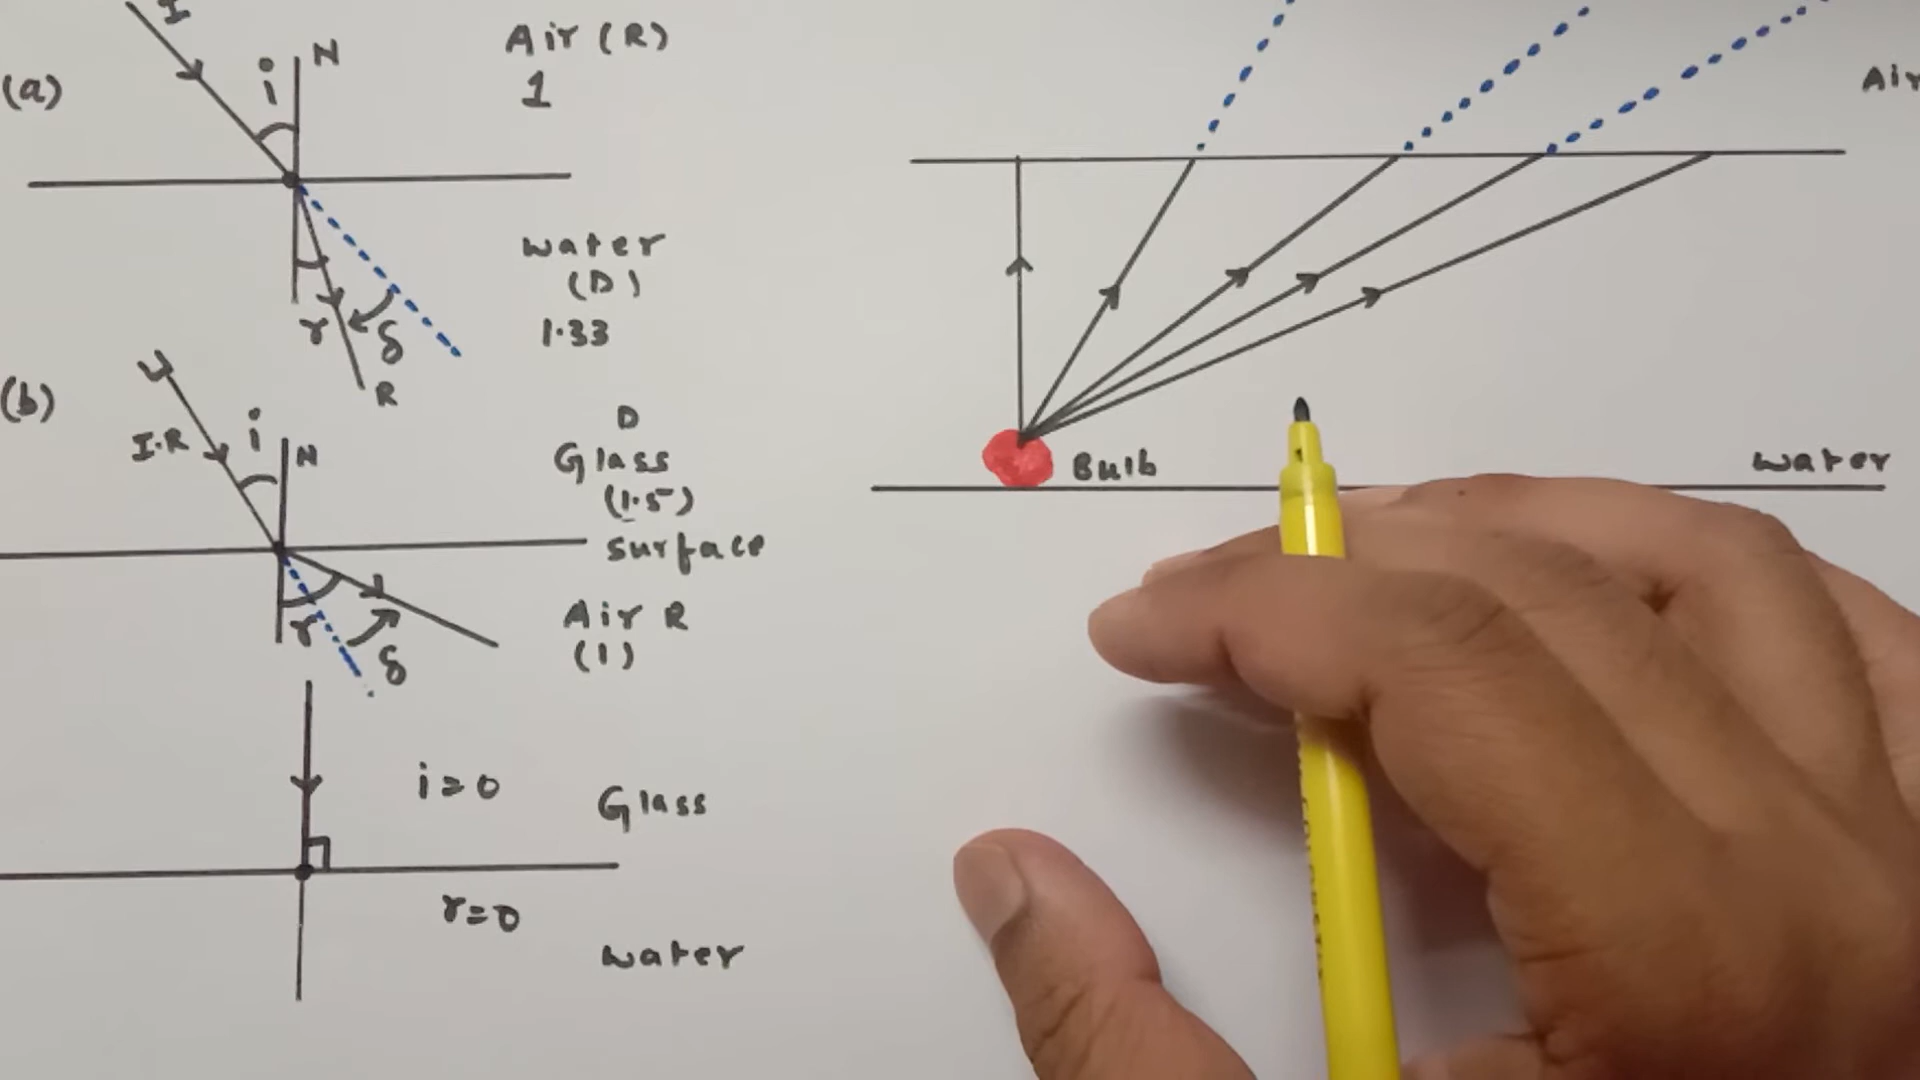 I
(a)
i
N
Air (R)
1
water
(D)
1.33
r
δ
R
(b)
I.R
i
N
D
Glass
(1.5)
surface
r
δ
Air R
(1)
i=0
Glass
r=0
water
Air
Bulb
water